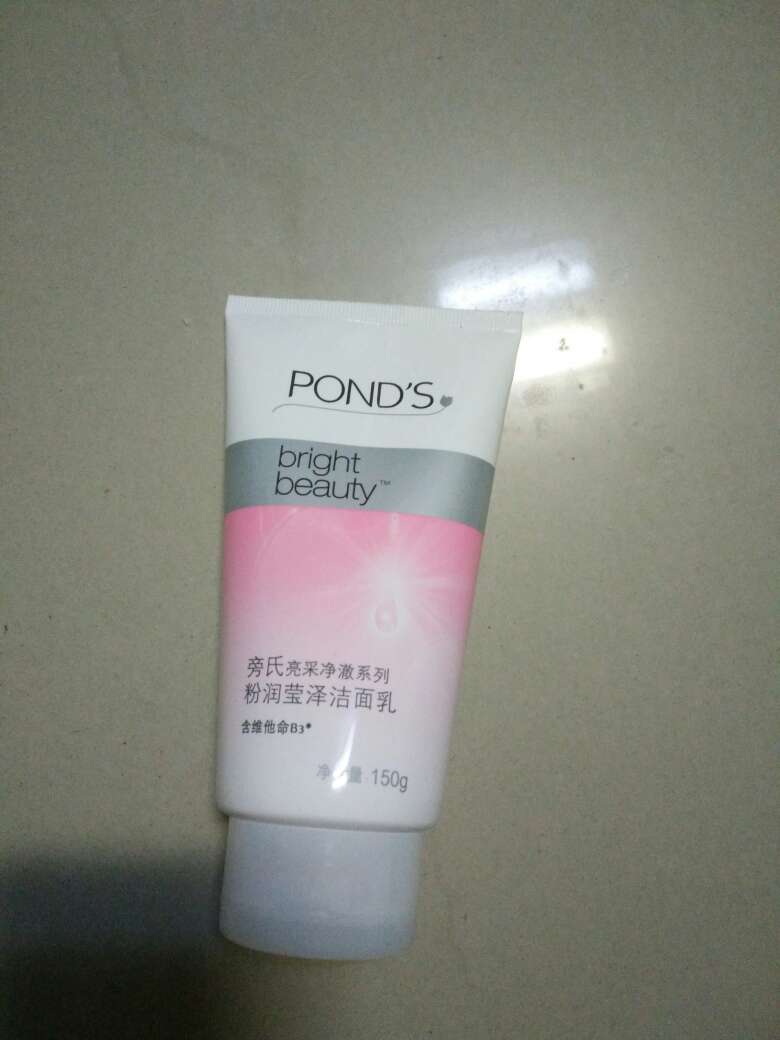 POND'S
bright
beauty™
旁氏亮采净澈系列
粉润莹泽洁面乳
含维他命B3*
净含量 150g